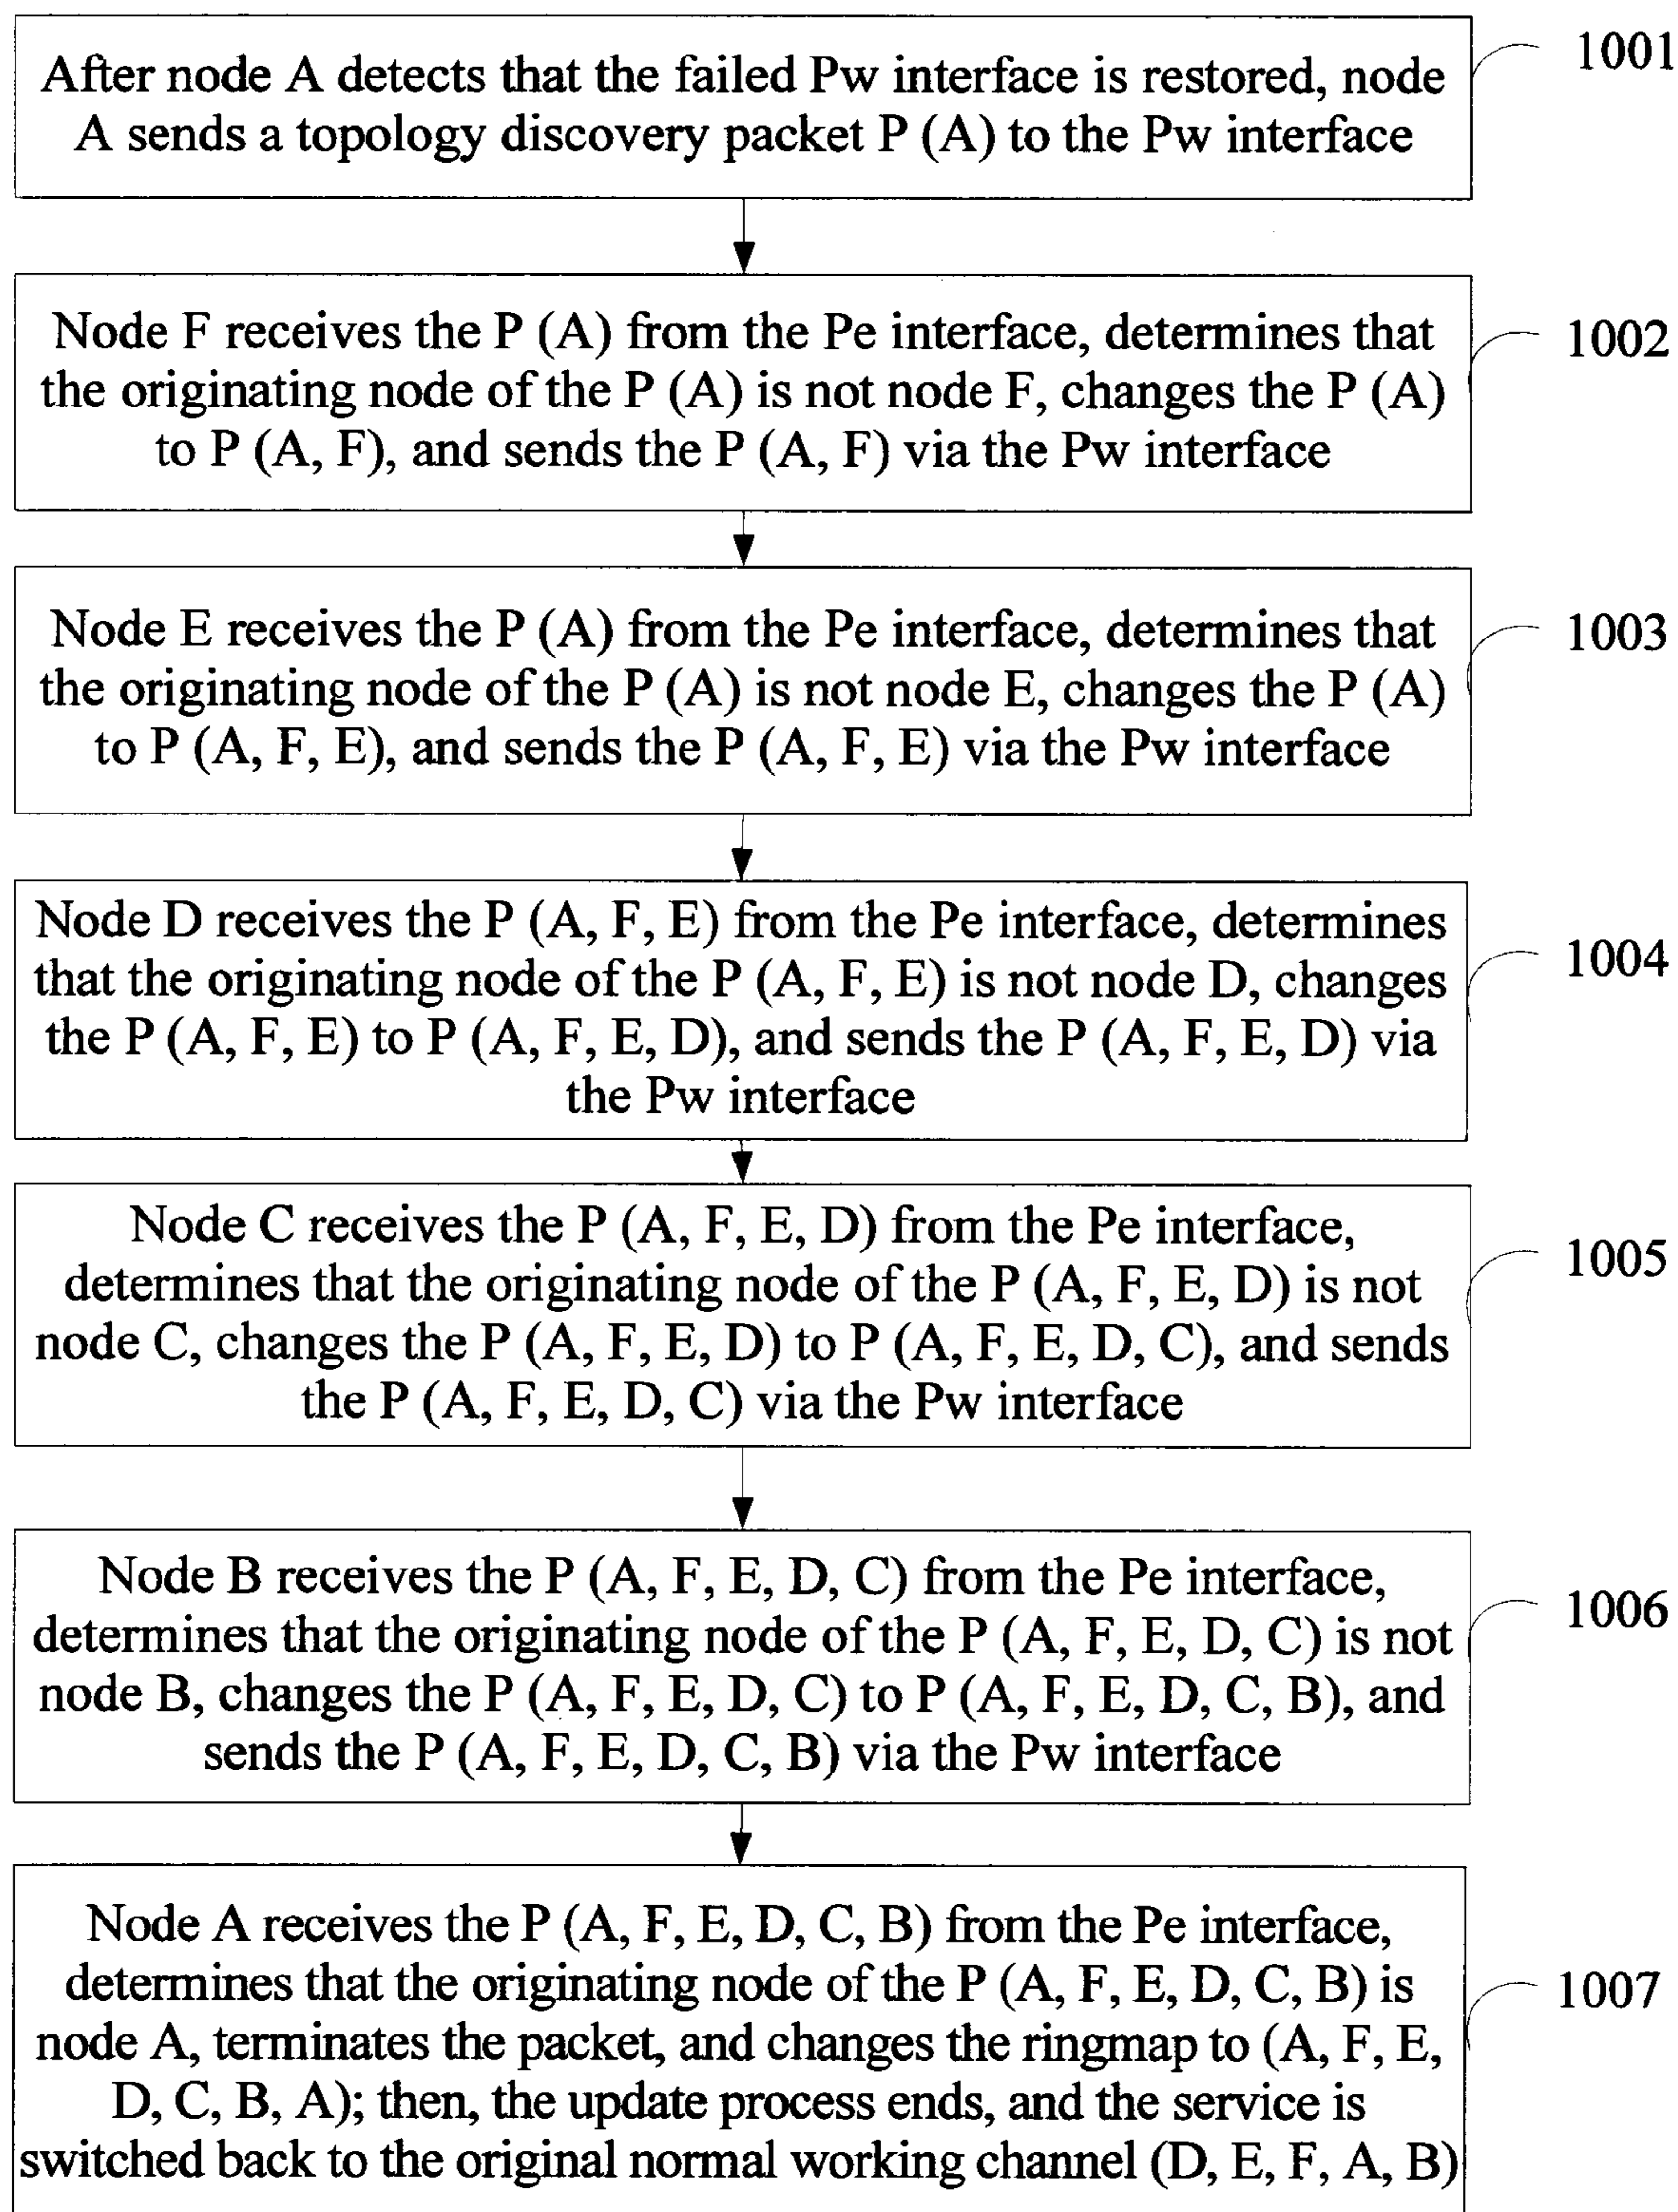 After node A detects that the failed Pw interface is restored, node
A sends a topology discovery packet P (A) to the Pw interface
1001
Node F receives the P (A) from the Pe interface, determines that
the originating node of the P (A) is not node F, changes the P (A)
to P (A, F), and sends the P (A, F) via the Pw interface
1002
Node E receives the P (A) from the Pe interface, determines that
the originating node of the P (A) is not node E, changes the P (A)
to P (A, F, E), and sends the P (A, F, E) via the Pw interface
1003
Node D receives the P (A, F, E) from the Pe interface, determines
that the originating node of the P (A, F, E) is not node D, changes
the P (A, F, E) to P (A, F, E, D), and sends the P (A, F, E, D) via
the Pw interface
1004
Node C receives the P (A, F, E, D) from the Pe interface,
determines that the originating node of the P (A, F, E, D) is not
node C, changes the P (A, F, E, D) to P (A, F, E, D, C), and sends
the P (A, F, E, D, C) via the Pw interface
1005
Node B receives the P (A, F, E, D, C) from the Pe interface,
determines that the originating node of the P (A, F, E, D, C) is not
node B, changes the P (A, F, E, D, C) to P (A, F, E, D, C, B), and
sends the P (A, F, E, D, C, B) via the Pw interface
1006
Node A receives the P (A, F, E, D, C, B) from the Pe interface,
determines that the originating node of the P (A, F, E, D, C, B) is
node A, terminates the packet, and changes the ringmap to (A, F, E,
D, C, B, A); then, the update process ends, and the service is
switched back to the original normal working channel (D, E, F, A, B)
1007